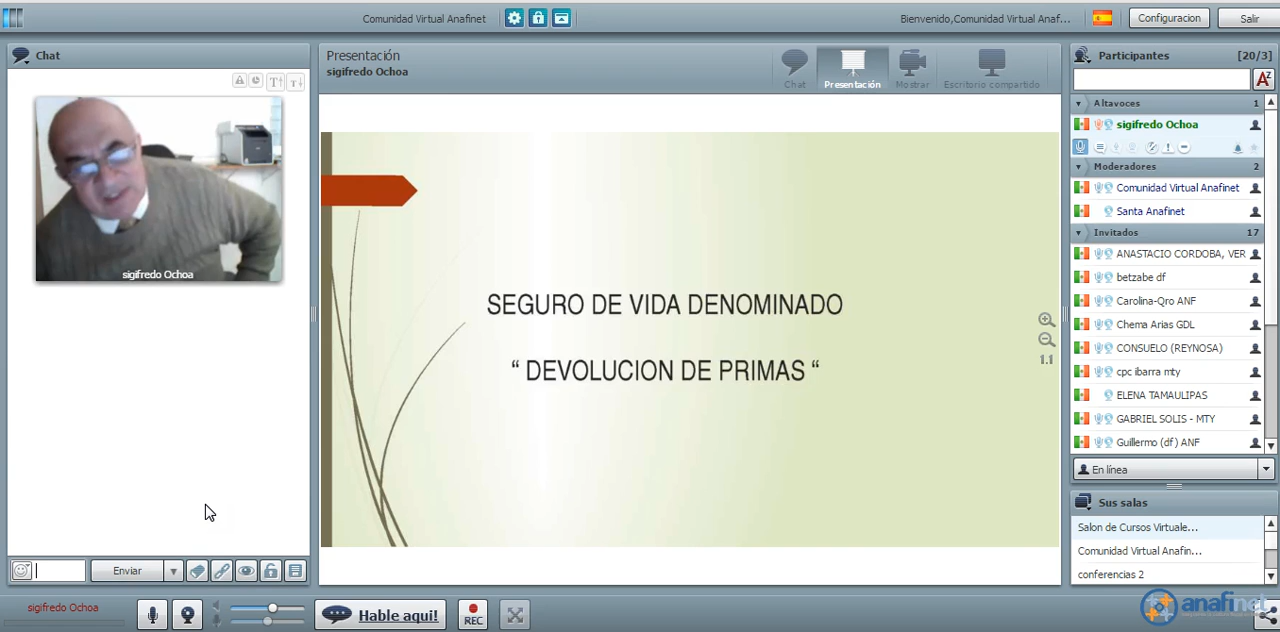 Comunidad Virtual Anafinet
Bienvenido,Comunidad Virtual Anaf...
Configuracion
Salir
Chat
sigifredo Ochoa
Presentación
sigifredo Ochoa
Chat
Presentación
Mostrar
Escritorio compartido
SEGURO DE VIDA DENOMINADO
“ DEVOLUCION DE PRIMAS “
1.1
Participantes [20/3]
AZ
Altavoces 1
sigifredo Ochoa
Moderadores 2
Comunidad Virtual Anafinet
Santa Anafinet
Invitados 17
ANASTACIO CORDOBA, VER
betzabe df
Carolina-Qro ANF
Chema Arias GDL
CONSUELO (REYNOSA)
cpc ibarra mty
ELENA TAMAULIPAS
GABRIEL SOLIS - MTY
Guillermo (df) ANF
En línea
Sus salas
Salon de Cursos Virtuale...
Comunidad Virtual Anafin...
conferencias 2
Enviar
sigifredo Ochoa
Hable aqui!
REC
anafinet